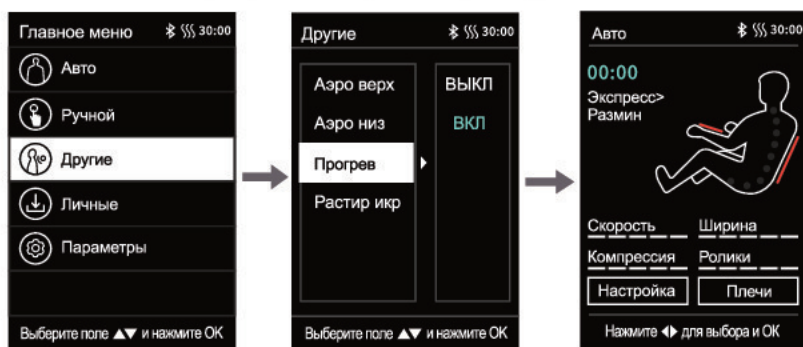 Главное меню 30:00
Авто
Ручной
Другие
Личные
Параметры
Выберите поле ▲▼ и нажмите OK
Другие 30:00
Аэро верх ВЫКЛ
Аэро низ ВКЛ
Прогрев
Растир икр
Выберите поле ▲▼ и нажмите OK
Авто 30:00
00:00
Экспресс>
Размин
Скорость Ширина
Компрессия Ролики
Настройка Плечи
Нажмите ◀▶ для выбора и OK